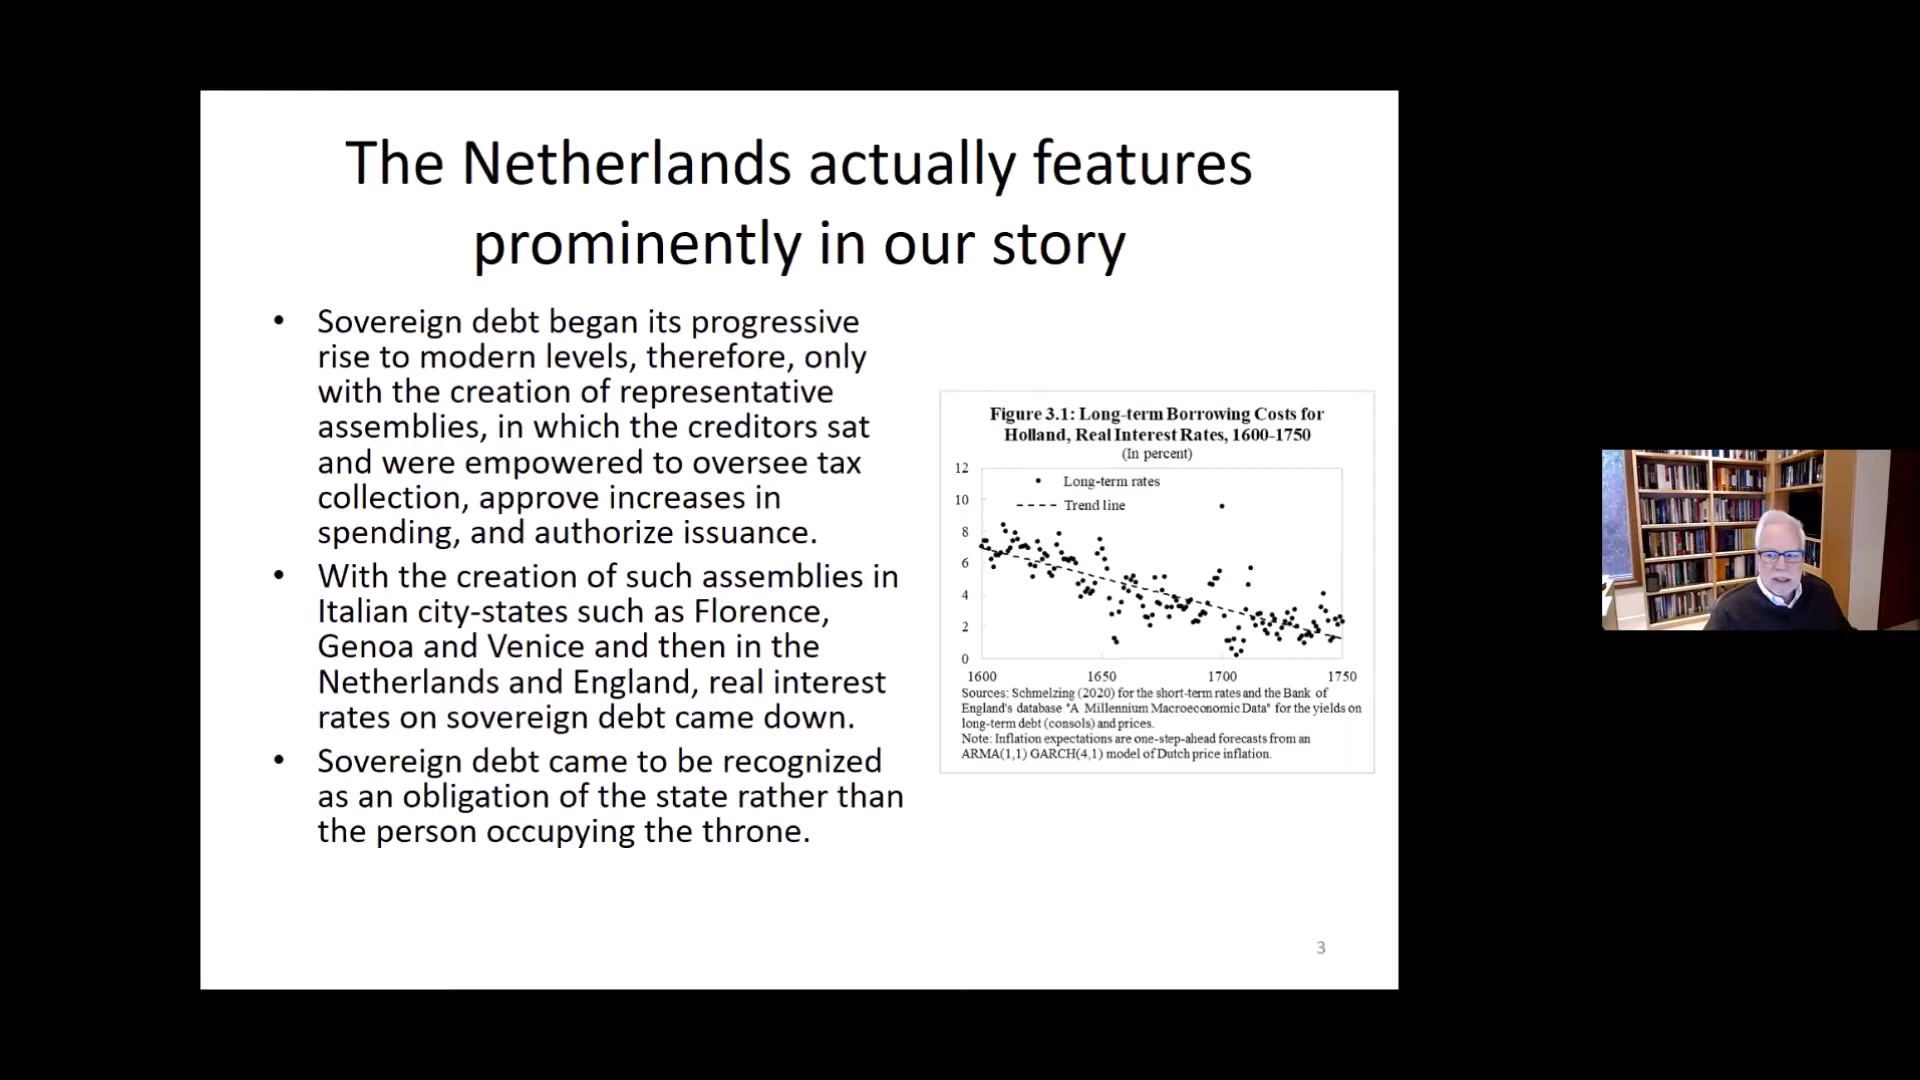 The Netherlands actually features
prominently in our story
• Sovereign debt began its progressive
rise to modern levels, therefore, only
with the creation of representative
assemblies, in which the creditors sat
and were empowered to oversee tax
collection, approve increases in
spending, and authorize issuance.
• With the creation of such assemblies in
Italian city-states such as Florence,
Genoa and Venice and then in the
Netherlands and England, real interest
rates on sovereign debt came down.
• Sovereign debt came to be recognized
as an obligation of the state rather than
the person occupying the throne.
Figure 3.1: Long-term Borrowing Costs for
Holland, Real Interest Rates, 1600-1750
(In percent)
Long-term rates
Trend line
12
10
8
6
4
2
0
1600 1650 1700 1750
Sources: Schmelzing (2020) for the short-term rates and the Bank of
England's database "A Millennium Macroeconomic Data" for the yields on
long-term debt (consols) and prices.
Note: Inflation expectations are one-step-ahead forecasts from an
ARMA(1,1) GARCH(4,1) model of Dutch price inflation.
3